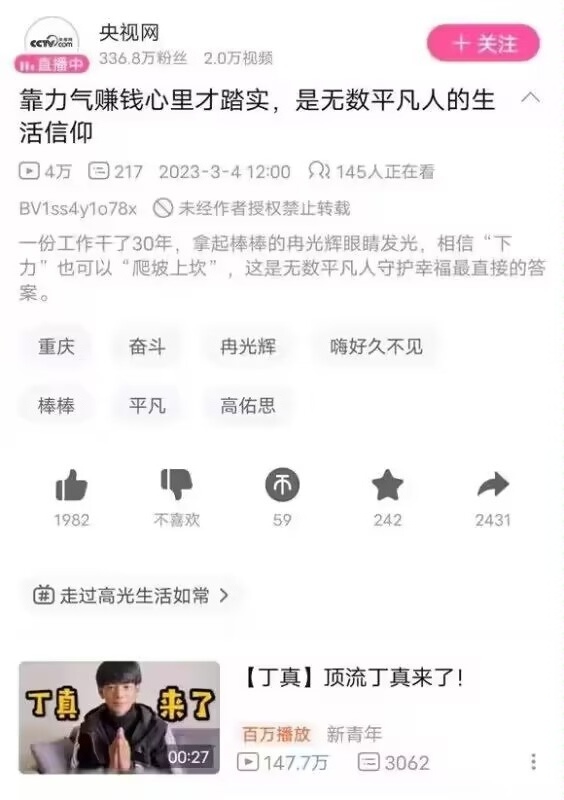 CCTV.com 央视网
央视网
直播中
336.8万粉丝 2.0万视频
+ 关注
靠力气赚钱心里才踏实，是无数平凡人的生
活信仰
4万 217 2023-3-4 12:00 145人正在看
BV1ss4y1o78x 未经作者授权禁止转载
一份工作干了30年，拿起棒棒的冉光辉眼睛发光，相信“下
力”也可以“爬坡上坎”，这是无数平凡人守护幸福最直接的答
案。
重庆 奋斗 冉光辉 嗨好久不见
棒棒 平凡 高佑思
1982 不喜欢 59 242 2431
走过高光生活如常
丁真 来了
00:27
【丁真】顶流丁真来了！
百万播放 新青年
147.7万 3062